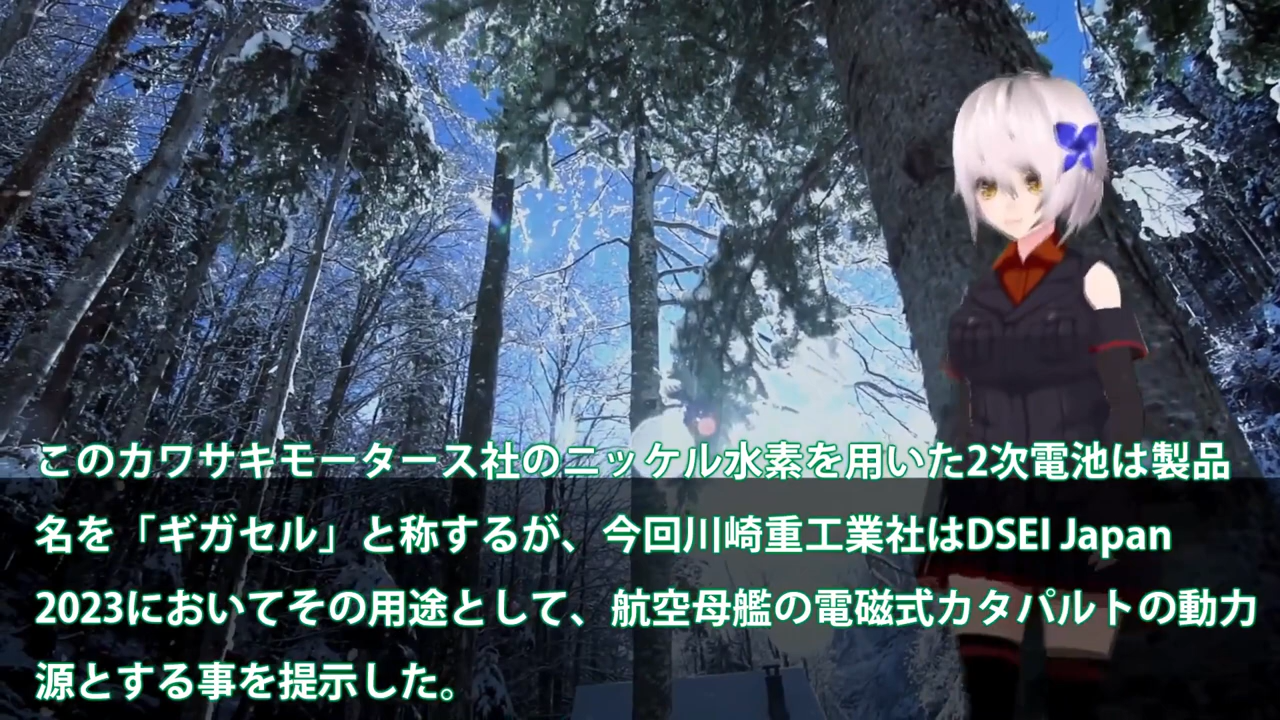 このカワサキモータース社のニッケル水素を用いた2次電池は製品
名を「ギガセル」と称するが、今回川崎重工業社はDSEI Japan
2023においてその用途として、航空母艦の電磁式カタパルトの動力
源とする事を提示した。